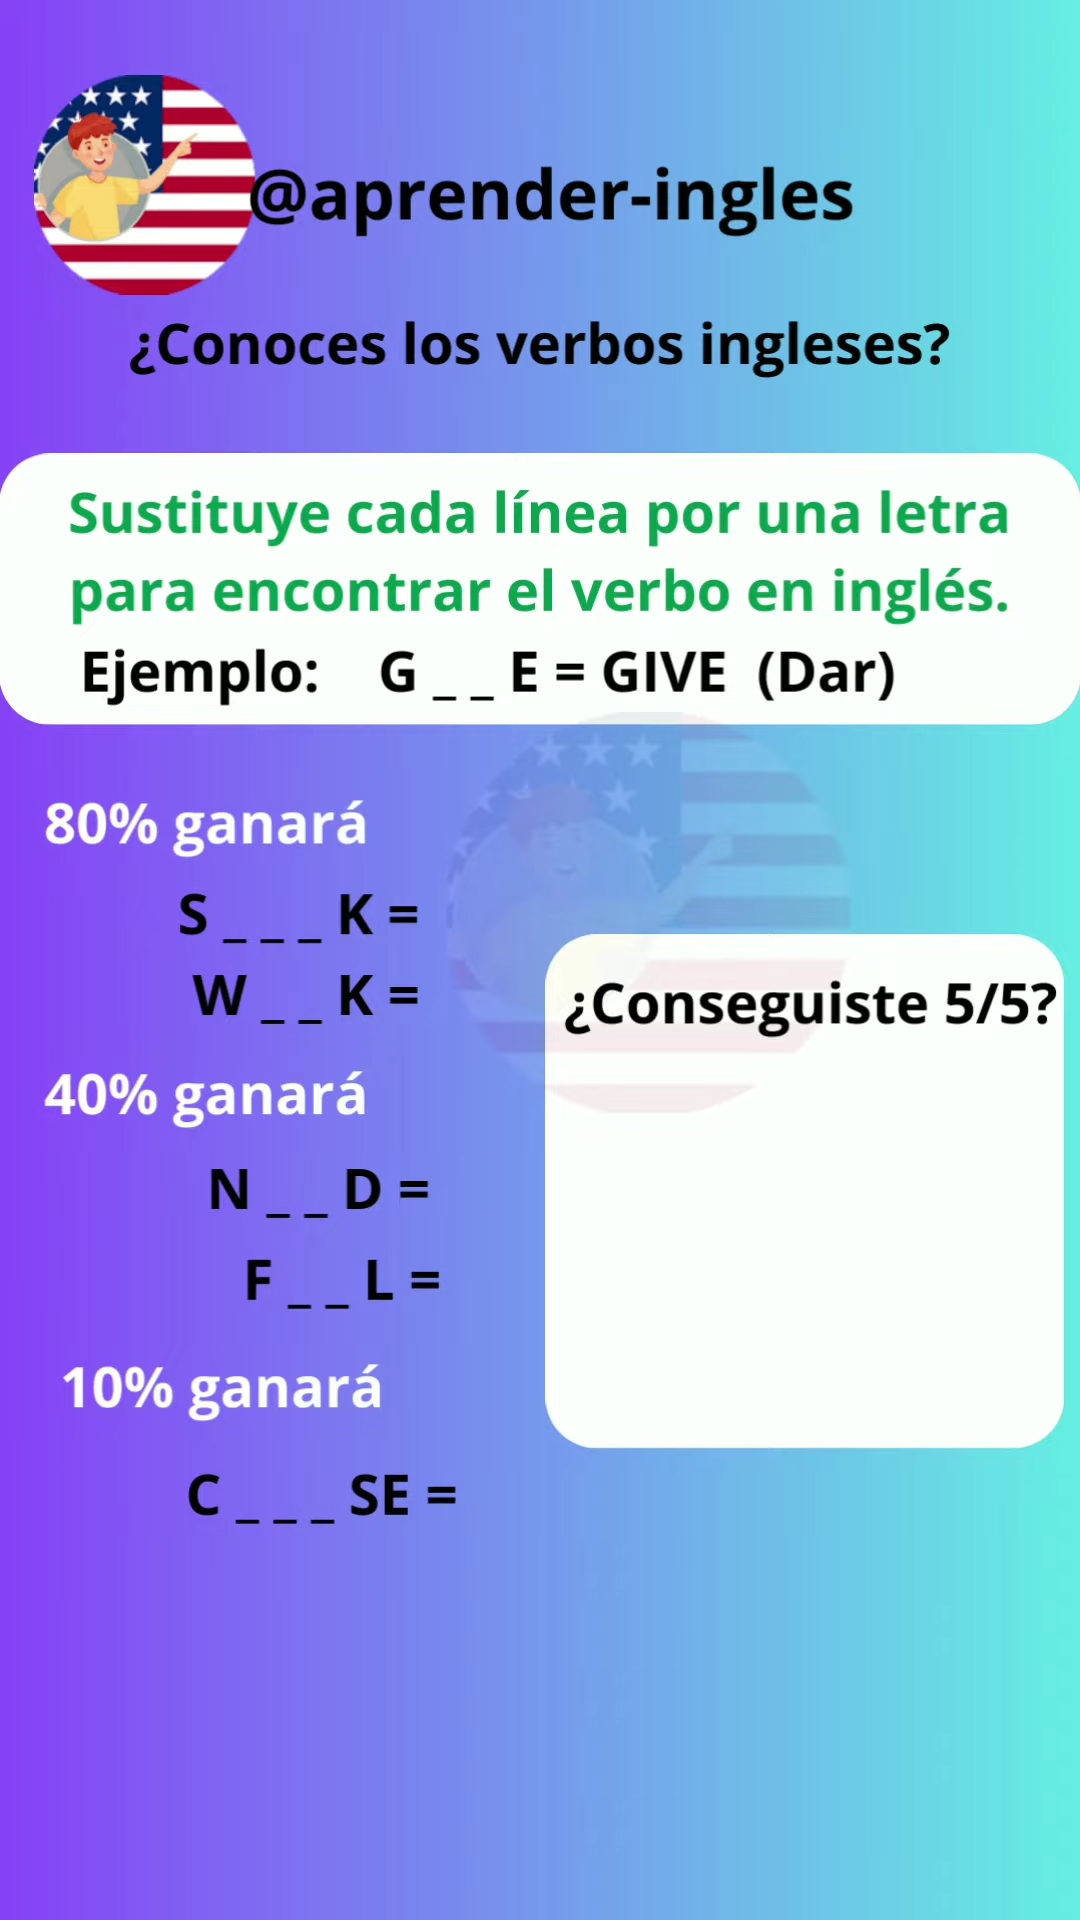 @aprender-ingles
¿Conoces los verbos ingleses?
Sustituye cada línea por una letra
para encontrar el verbo en inglés.
Ejemplo: G _ _ E = GIVE (Dar)
80% ganará
S _ _ _ K =
W _ _ K =
¿Conseguiste 5/5?
40% ganará
N _ _ D =
F _ _ L =
10% ganará
C _ _ _ SE =